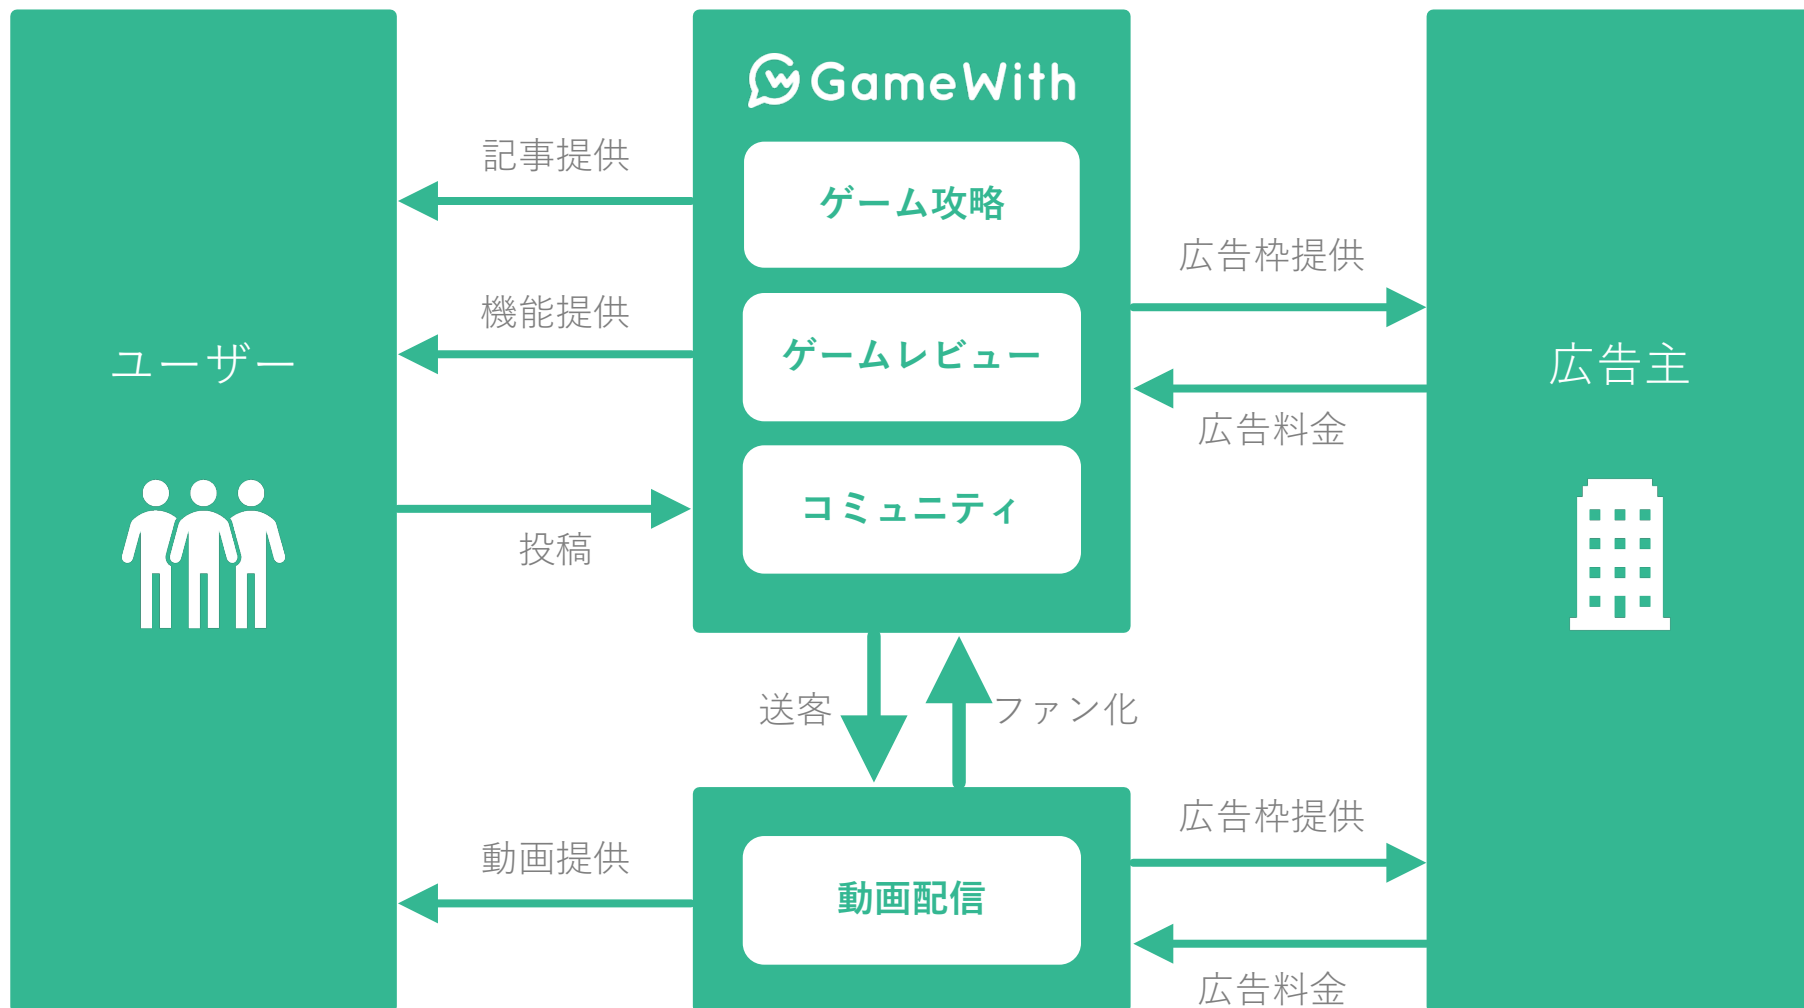 GameWith
記事提供
ゲーム攻略
広告枠提供
機能提供
ゲームレビュー
ユーザー
広告主
広告料金
コミュニティ
投稿
送客
ファン化
広告枠提供
動画提供
動画配信
広告料金